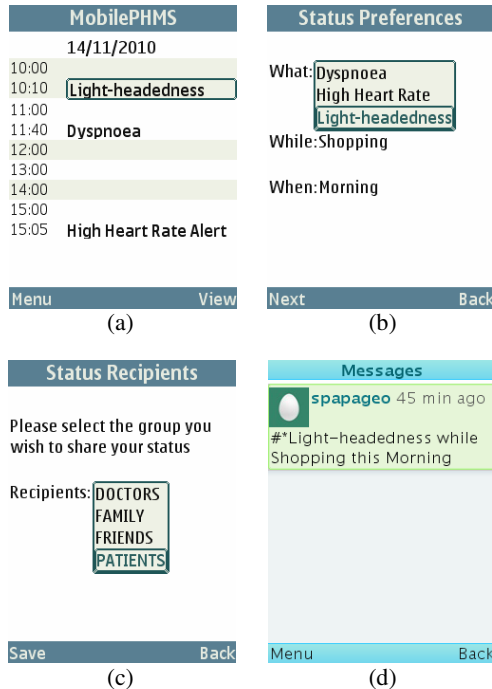 MobilePHMS
14/11/2010
10:00
10:10 Light-headedness
11:00
11:40 Dyspnoea
12:00
13:00
14:00
15:00
15:05 High Heart Rate Alert
Menu View
(a)
Status Preferences
What: Dyspnoea
High Heart Rate
Light-headedness
While: Shopping
When: Morning
Next Back
(b)
Status Recipients
Please select the group you
wish to share your status
Recipients: DOCTORS
FAMILY
FRIENDS
PATIENTS
Save Back
(c)
Messages
spapageo 45 min ago
#*Light-headedness while
Shopping this Morning
Menu Back
(d)